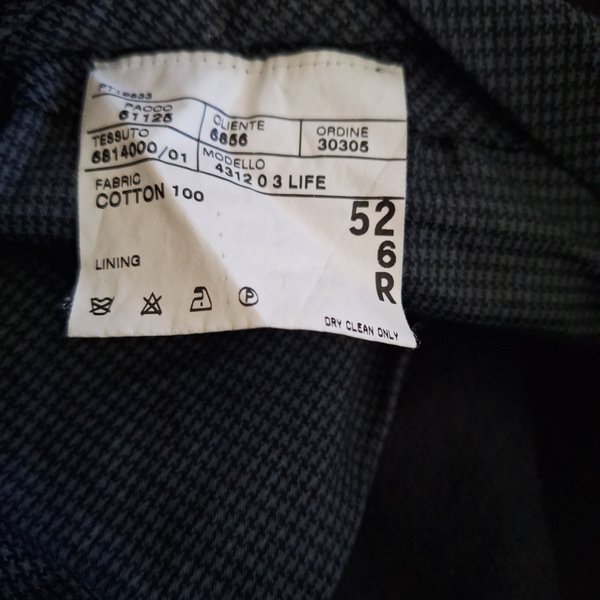 PACCO
61126
CLIENTE
6856
ORDINE
30305
TESSUTO
6814000/01
MODELLO
4312 0 3 LIFE
FABRIC
COTTON 100
52
6
R
LINING
P
DRY CLEAN ONLY